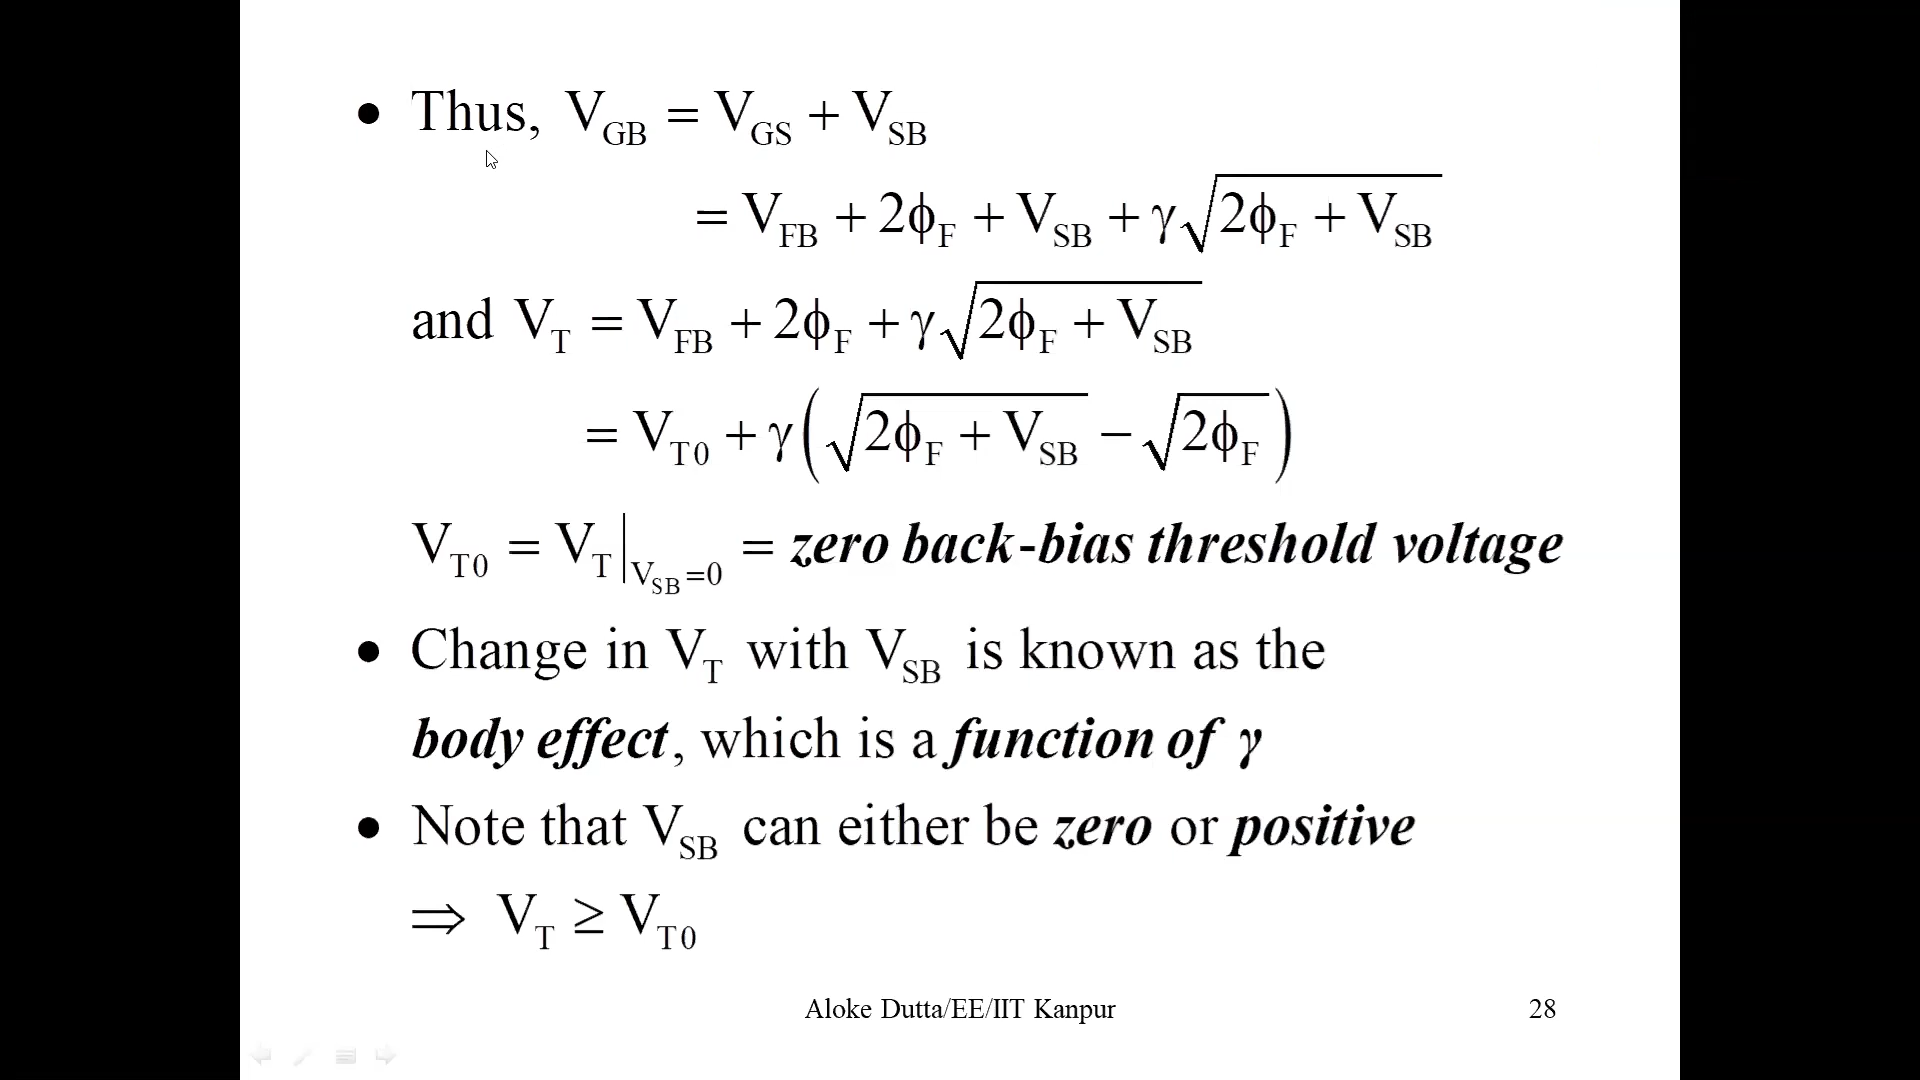 • Thus, V_GB = V_GS + V_SB
= V_FB + 2ϕ_F + V_SB + γ√(2ϕ_F + V_SB)
and V_T = V_FB + 2ϕ_F + γ√(2ϕ_F + V_SB)
= V_T0 + γ(√(2ϕ_F + V_SB) − √(2ϕ_F))
V_T0 = V_T|_(V_SB=0) = zero back-bias threshold voltage
• Change in V_T with V_SB is known as the
body effect, which is a function of γ
• Note that V_SB can either be zero or positive
⇒ V_T ≥ V_T0
Aloke Dutta/EE/IIT Kanpur 28